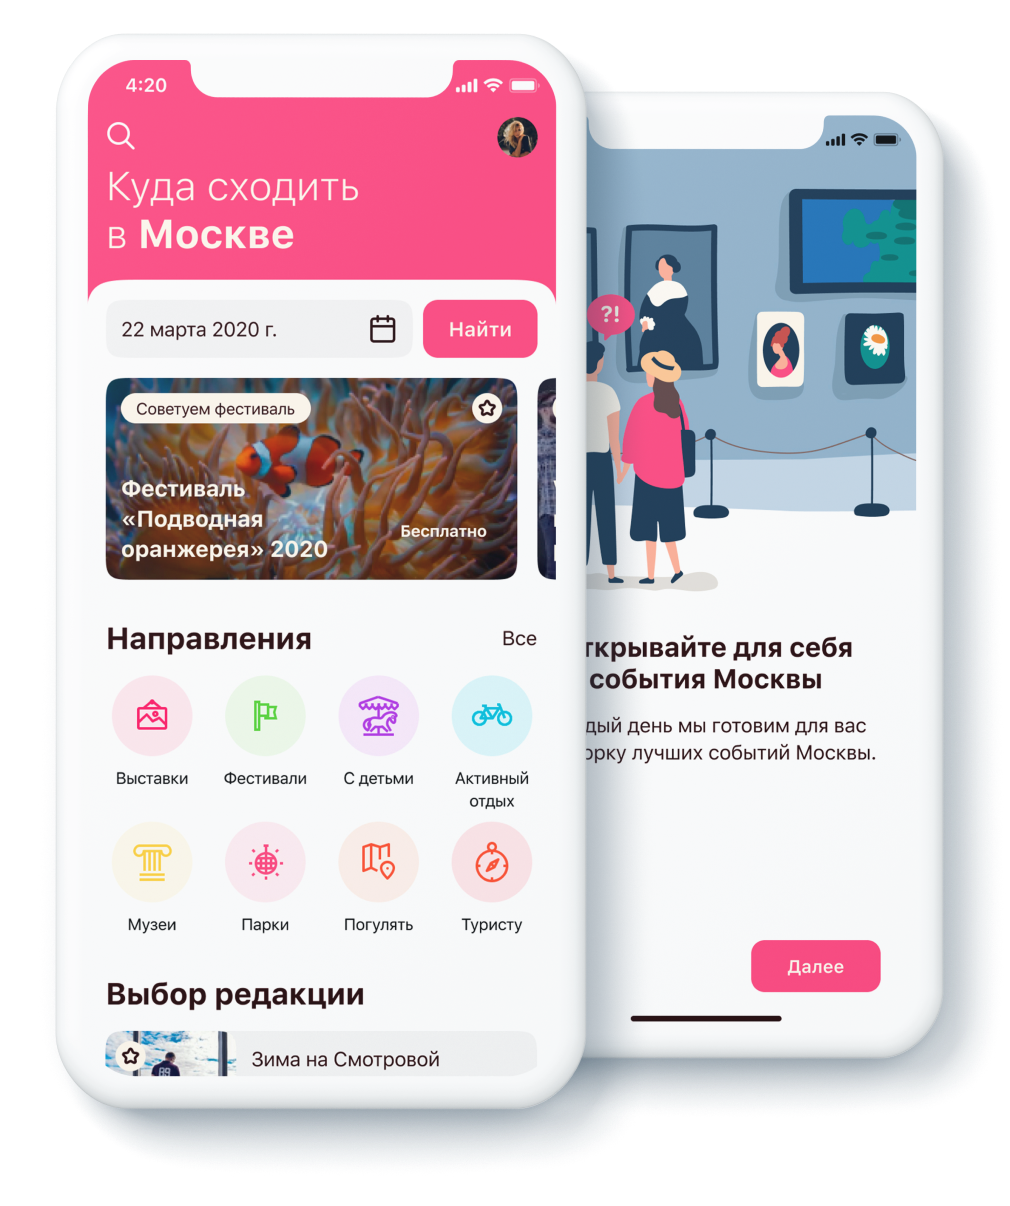 4:20
Куда сходить
в Москве
22 марта 2020 г.
Найти
Советуем фестиваль
Фестиваль
«Подводная
оранжерея» 2020
Бесплатно
Направления
Все
Выставки
Фестивали
С детьми
Активный
отдых
Музеи
Парки
Погулять
Туристу
Выбор редакции
89
Зима на Смотровой
?!
ткрывайте для себя
события Москвы
дый день мы готовим для вас
орку лучших событий Москвы.
Далее